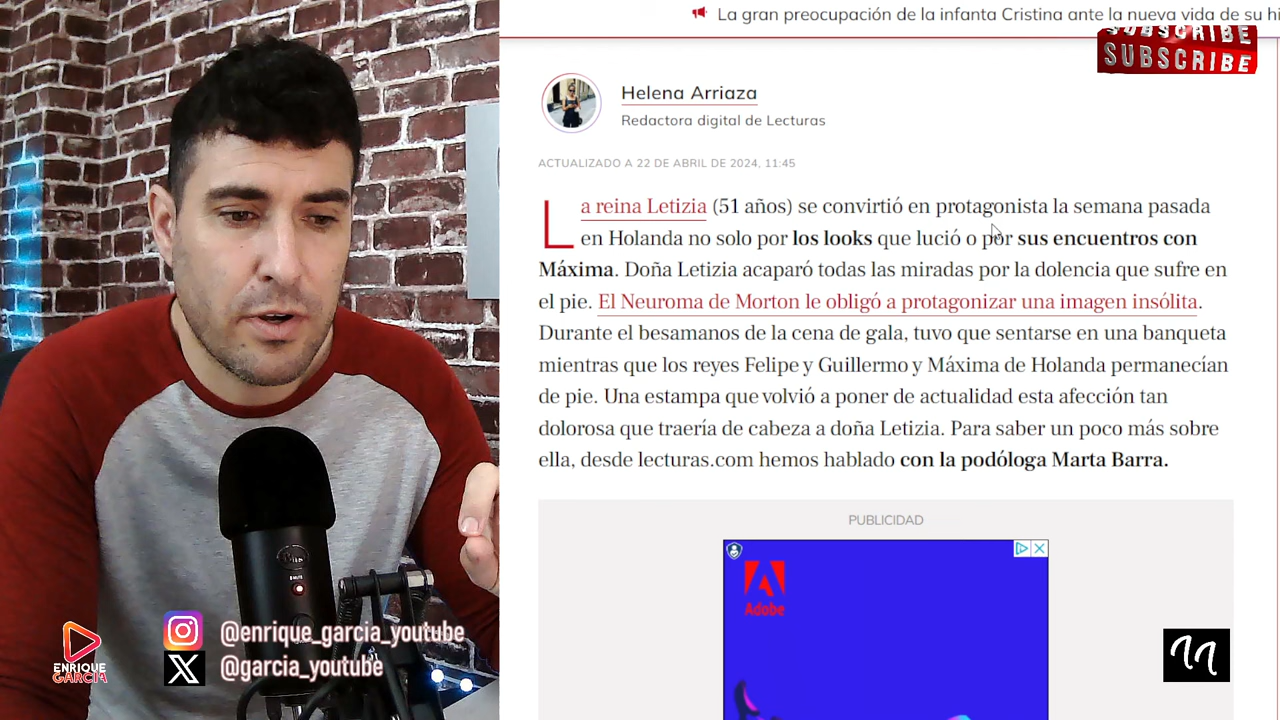 La gran preocupación de la infanta Cristina ante la nueva vida de su hi
SUBSCRIBE
SUBSCRIBE
Helena Arriaza
Redactora digital de Lecturas
ACTUALIZADO A 22 DE ABRIL DE 2024, 11:45
La reina Letizia (51 años) se convirtió en protagonista la semana pasada
en Holanda no solo por los looks que lució o por sus encuentros con
Máxima. Doña Letizia acaparó todas las miradas por la dolencia que sufre en
el pie. El Neuroma de Morton le obligó a protagonizar una imagen insólita.
Durante el besamanos de la cena de gala, tuvo que sentarse en una banqueta
mientras que los reyes Felipe y Guillermo y Máxima de Holanda permanecían
de pie. Una estampa que volvió a poner de actualidad esta afección tan
dolorosa que traería de cabeza a doña Letizia. Para saber un poco más sobre
ella, desde lecturas.com hemos hablado con la podóloga Marta Barra.
PUBLICIDAD
Adobe
@enrique_garcia_youtube
@garcia_youtube
ENRIQUE
GARCIA